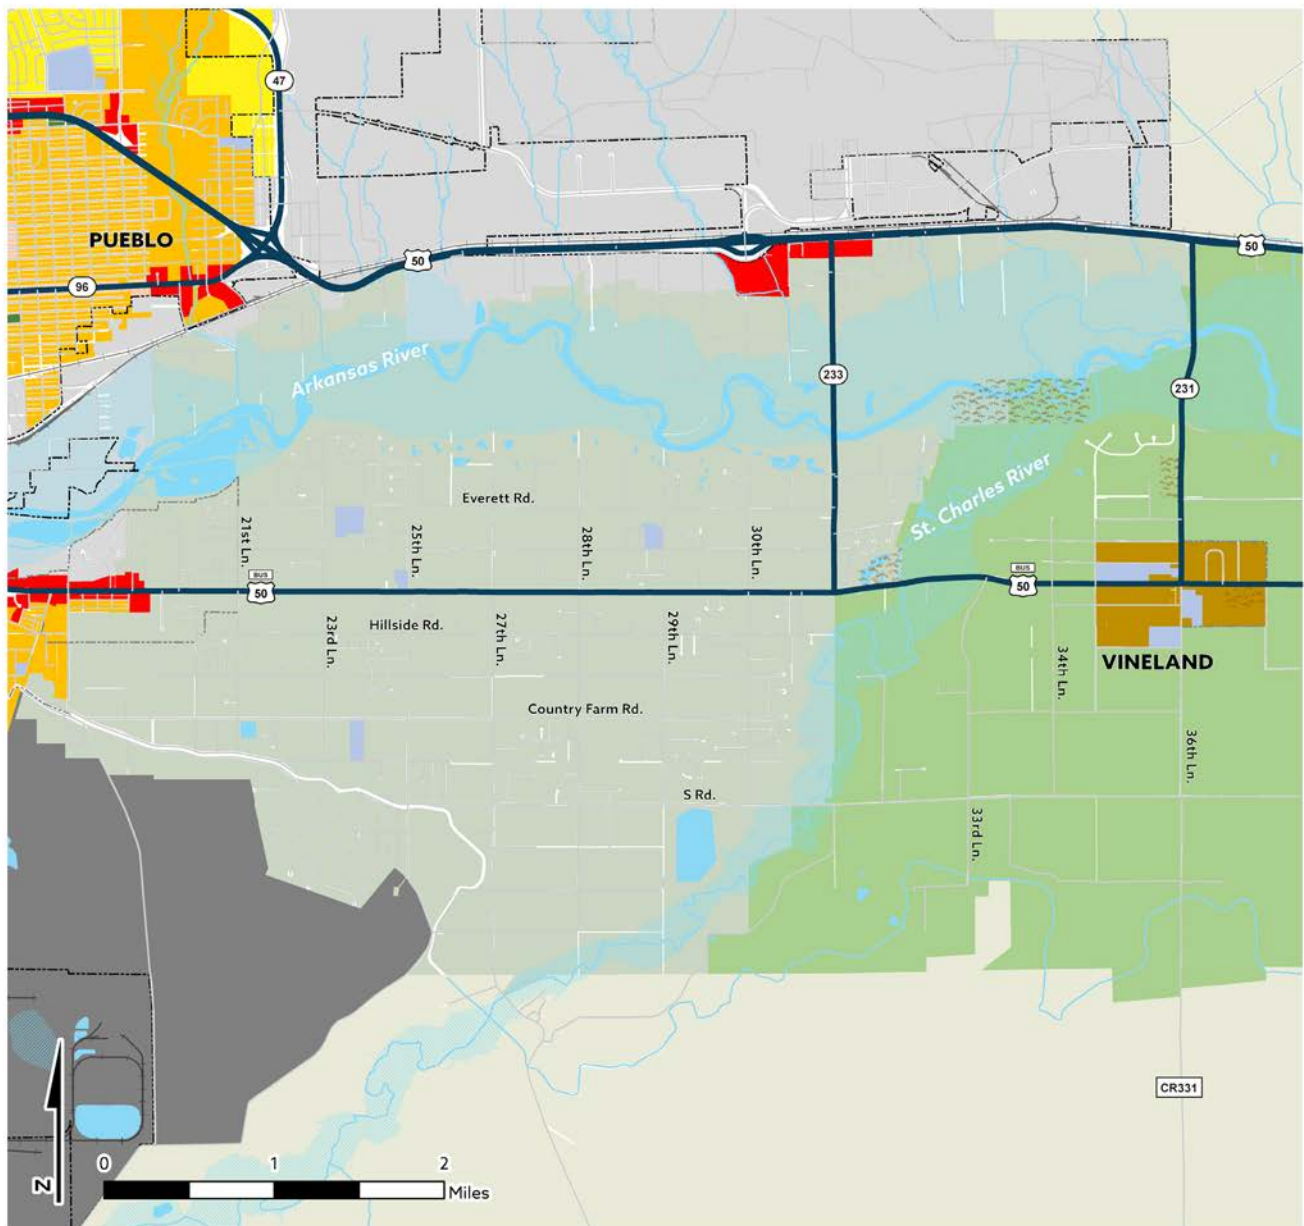 47
PUEBLO
50
50
96
Arkansas River
233
231
Everett Rd.
St. Charles River
21st Ln.
25th Ln.
28th Ln.
30th Ln.
BUS
50
BUS
50
Hillside Rd.
23rd Ln.
27th Ln.
29th Ln.
34th Ln.
VINELAND
Country Farm Rd.
36th Ln.
S Rd.
33rd Ln.
CR331
N
0 1 2
Miles